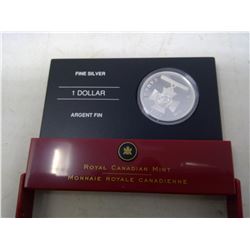 FINE SILVER
1 DOLLAR
ARGENT FIN
ROYAL CANADIAN MINT
MONNAIE ROYALE CANADIENNE